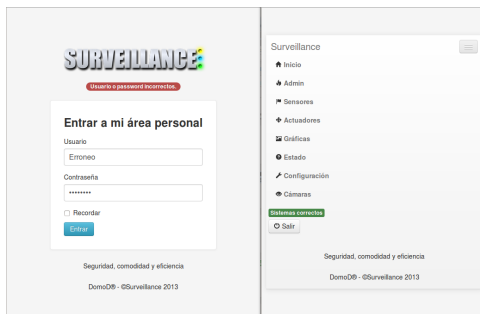 SURVEILLANCE
Usuario o password incorrectos.
Entrar a mi área personal
Usuario
Erroneo
Contraseña
••••••••
Recordar
Entrar
Seguridad, comodidad y eficiencia
DomoD® - ©Surveillance 2013
Surveillance
Inicio
Admin
Sensores
Actuadores
Gráficas
Estado
Configuración
Cámaras
Sistemas correctos
Salir
Seguridad, comodidad y eficiencia
DomoD® - ©Surveillance 2013